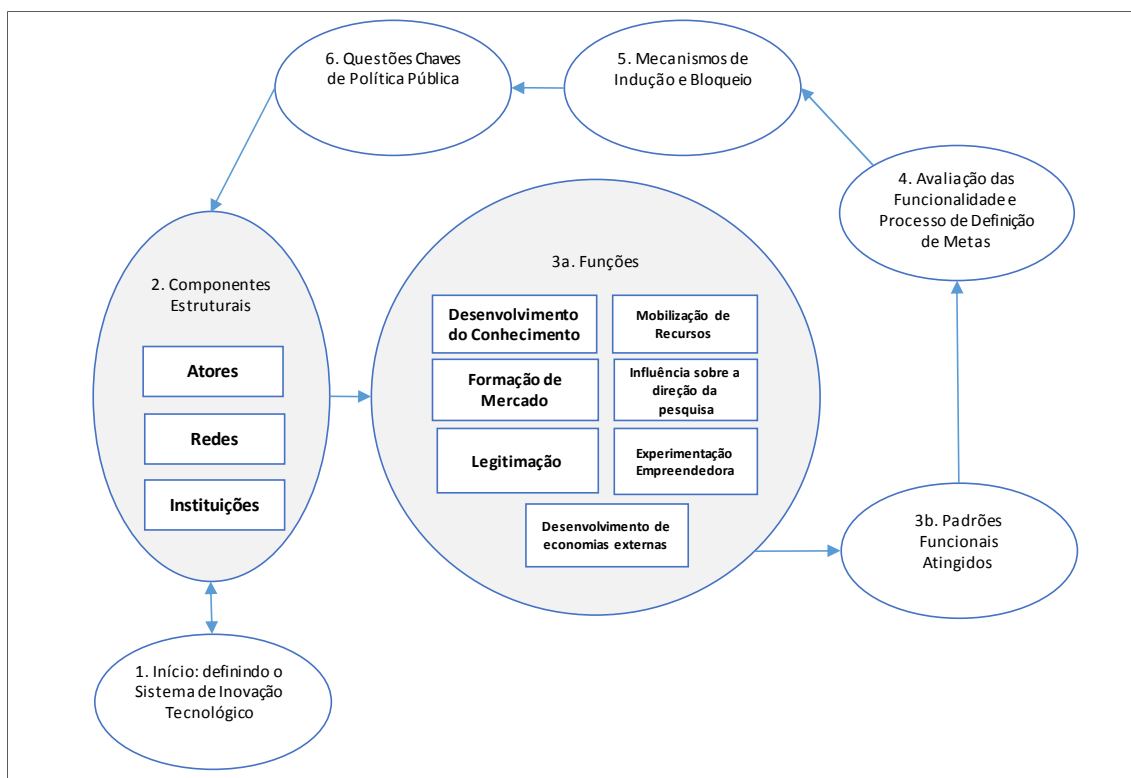 6. Questões Chaves
de Política Pública
5. Mecanismos de
Indução e Bloqueio
4. Avaliação das
Funcionalidade e
Processo de Definição
de Metas
2. Componentes
Estruturais
Atores
Redes
Instituições
3a. Funções
Desenvolvimento
do Conhecimento
Mobilização de
Recursos
Formação de
Mercado
Influência sobre a
direção da
pesquisa
Legitimação
Experimentação
Empreendedora
Desenvolvimento de
economias externas
3b. Padrões
Funcionais
Atingidos
1. Início: definindo o
Sistema de Inovação
Tecnológico